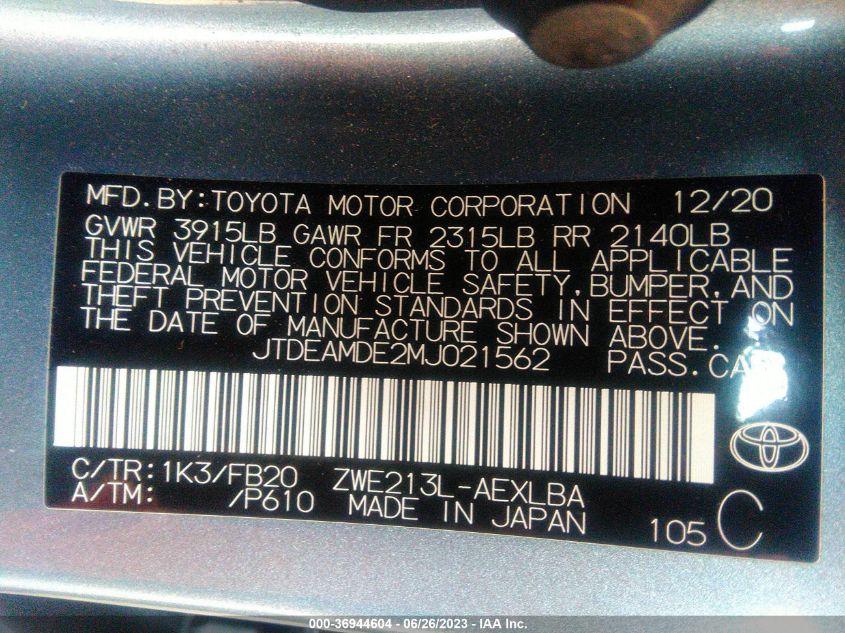 MFD.BY:TOYOTA MOTOR CORPORATION 12/20
GVWR 3915LB GAWR FR 2315LB RR 2140LB
THIS VEHICLE CONFORMS TO ALL APPLICABLE
FEDERAL MOTOR VEHICLE SAFETY,BUMPER,AND
THEFT PREVENTION STANDARDS IN EFFECT ON
THE DATE OF MANUFACTURE SHOWN ABOVE.
JTDEAMDE2MJ021562 PASS.CAR
C/TR:1K3/FB20 ZWE213L-AEXLBA
A/TM: /P610 MADE IN JAPAN 105 C
000-36944604 - 06/26/2023 - IAA Inc.